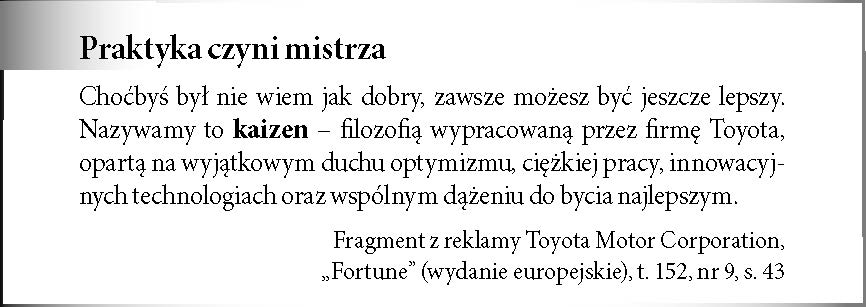 Praktyka czyni mistrza
Choćbyś był nie wiem jak dobry, zawsze możesz być jeszcze lepszy.
Nazywamy to kaizen – filozofią wypracowaną przez firmę Toyota,
opartą na wyjątkowym duchu optymizmu, ciężkiej pracy, innowacyj-
nych technologiach oraz wspólnym dążeniu do bycia najlepszym.
Fragment z reklamy Toyota Motor Corporation,
„Fortune” (wydanie europejskie), t. 152, nr 9, s. 43